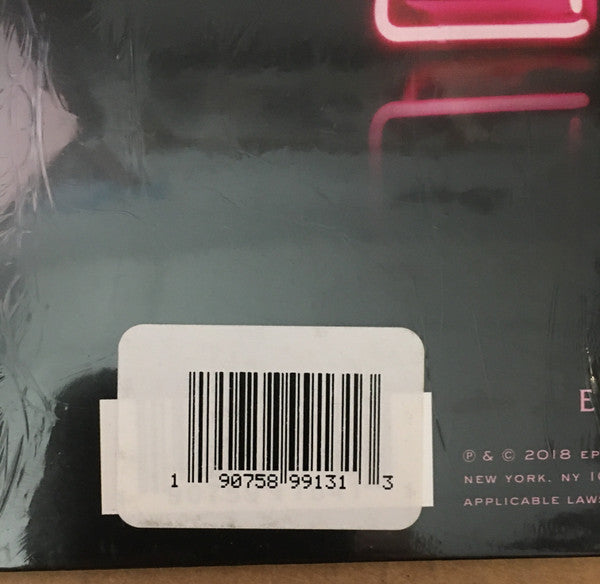 1 90758 99131 3
E
℗ & © 2018 EP
NEW YORK, NY 1
APPLICABLE LAWS